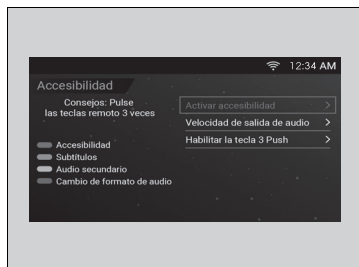 12:34 AM
Accesibilidad
Consejos: Pulse
las teclas remoto 3 veces
Accesibilidad
Subtítulos
Audio secundario
Cambio de formato de audio
Activar accesibilidad
Velocidad de salida de audio
Habilitar la tecla 3 Push